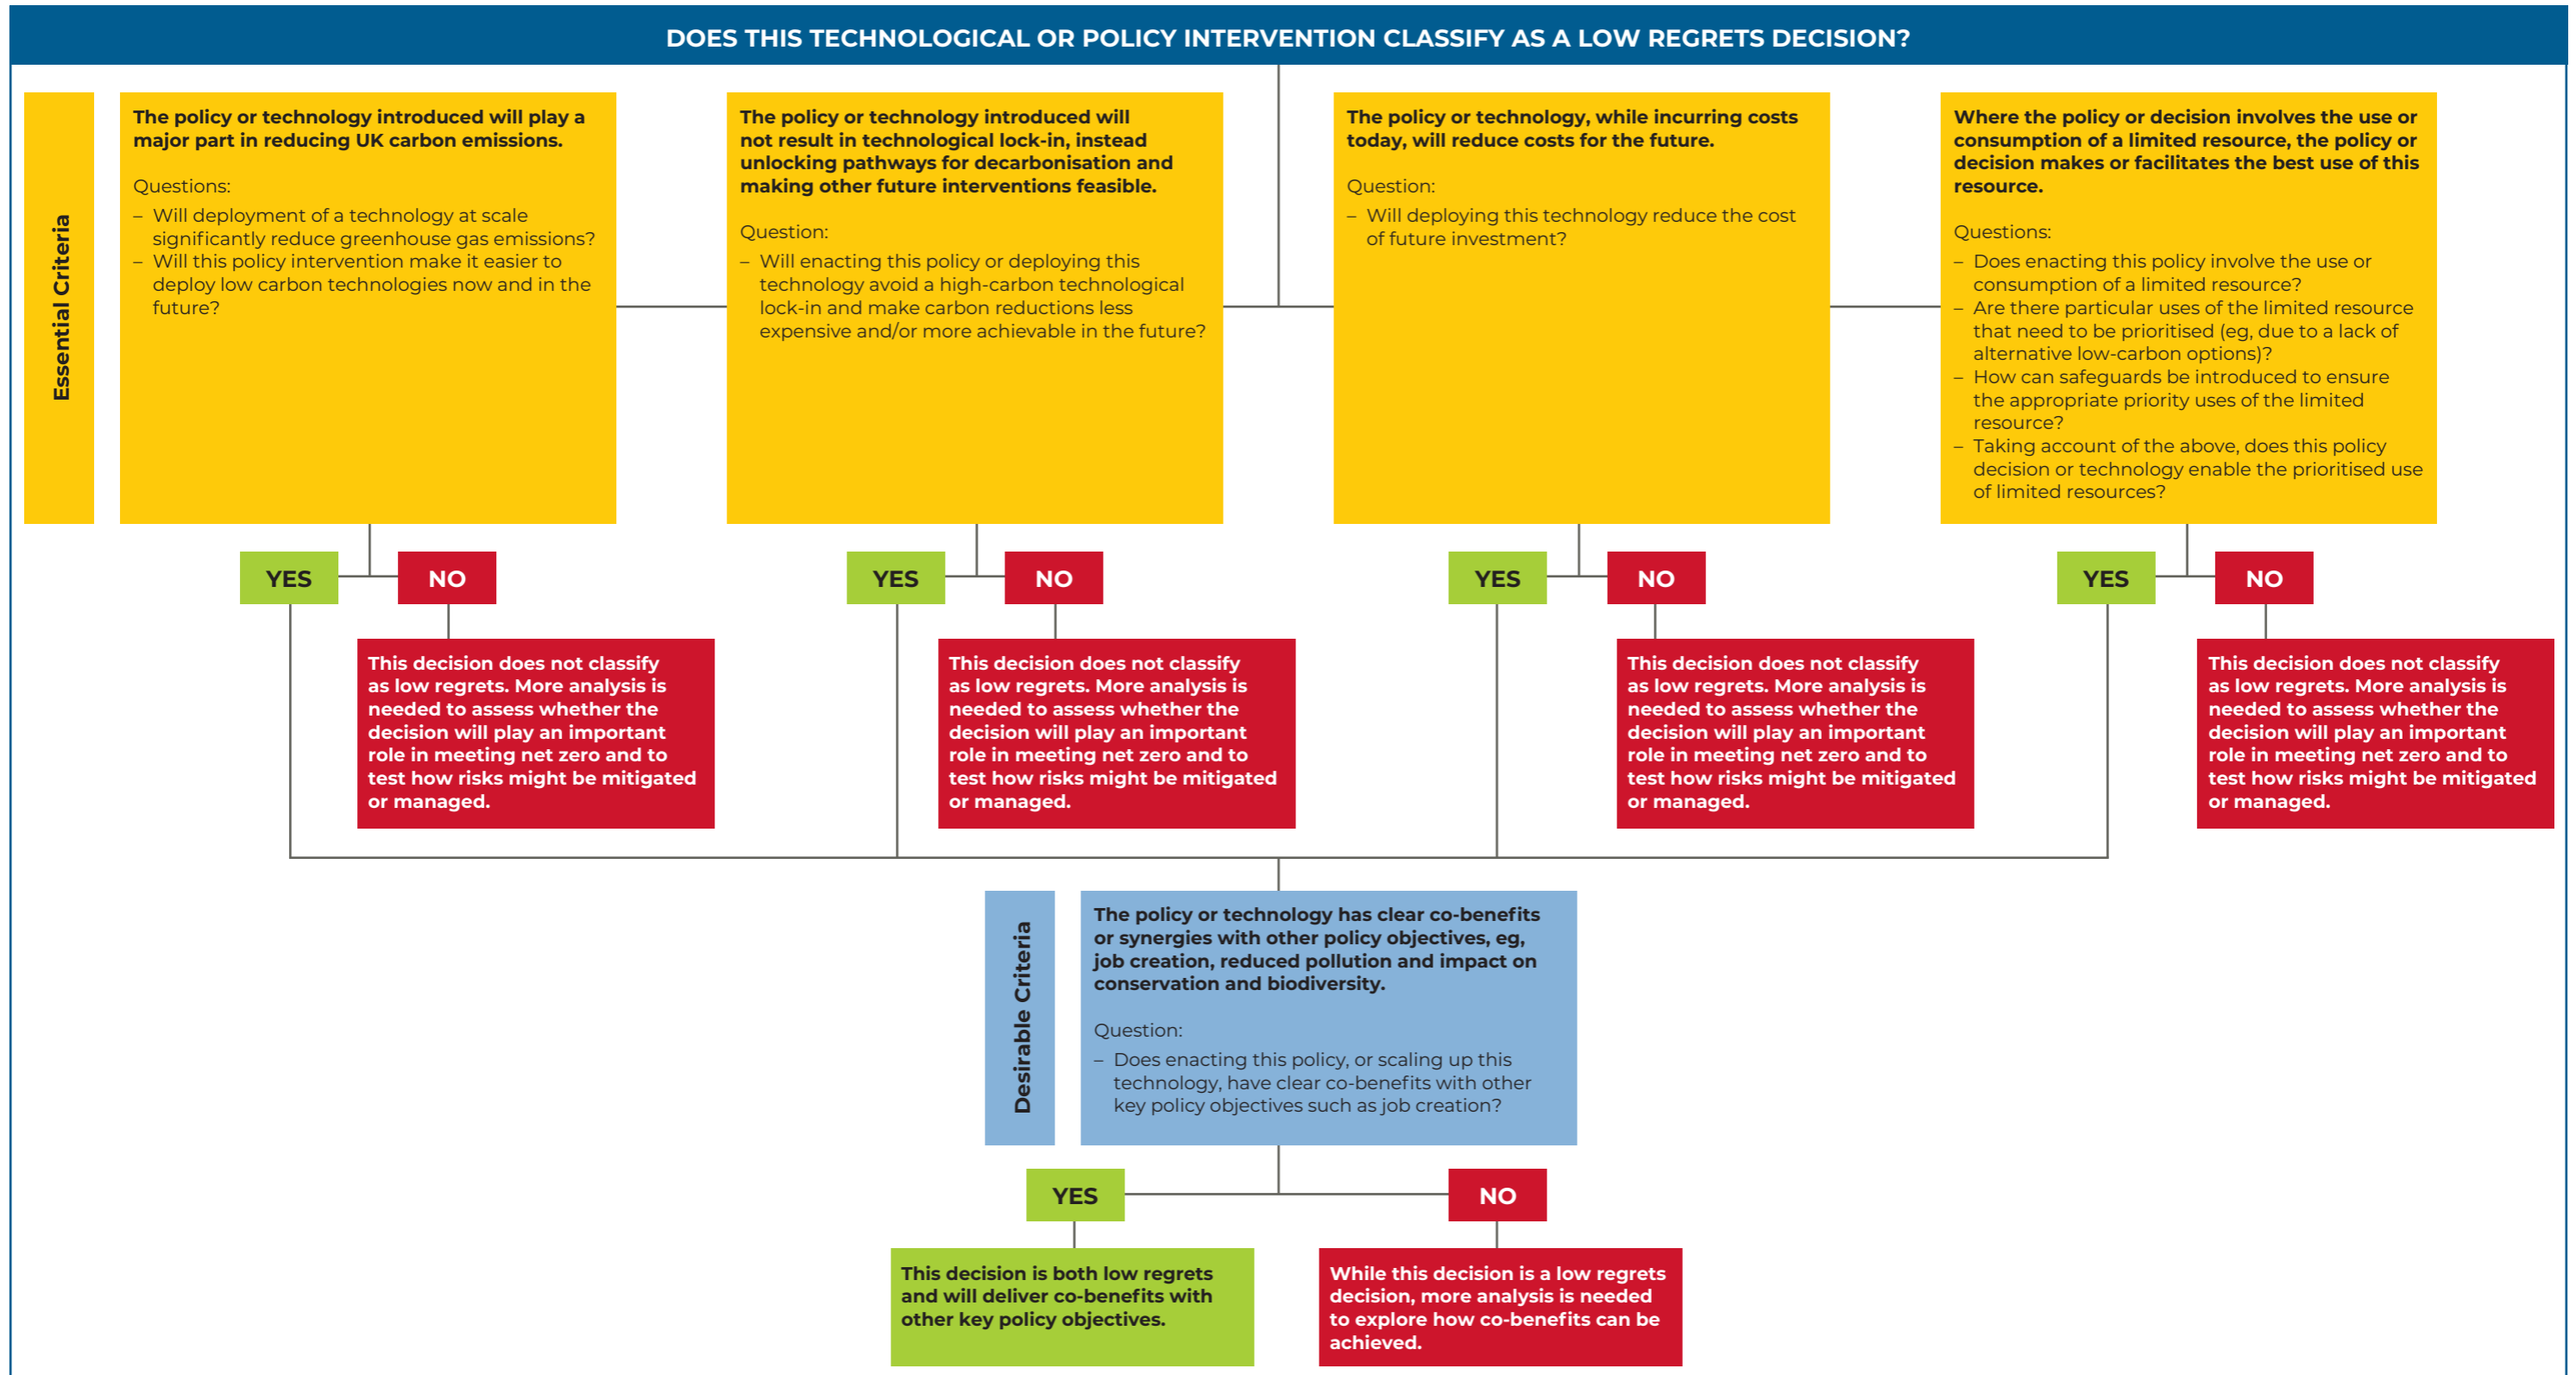 DOES THIS TECHNOLOGICAL OR POLICY INTERVENTION CLASSIFY AS A LOW REGRETS DECISION?
Essential Criteria
The policy or technology introduced will play a
major part in reducing UK carbon emissions.
Questions:
– Will deployment of a technology at scale
significantly reduce greenhouse gas emissions?
– Will this policy intervention make it easier to
deploy low carbon technologies now and in the
future?
The policy or technology introduced will
not result in technological lock-in, instead
unlocking pathways for decarbonisation and
making other future interventions feasible.
Question:
– Will enacting this policy or deploying this
technology avoid a high-carbon technological
lock-in and make carbon reductions less
expensive and/or more achievable in the future?
The policy or technology, while incurring costs
today, will reduce costs for the future.
Question:
– Will deploying this technology reduce the cost
of future investment?
Where the policy or decision involves the use or
consumption of a limited resource, the policy or
decision makes or facilitates the best use of this
resource.
Questions:
– Does enacting this policy involve the use or
consumption of a limited resource?
– Are there particular uses of the limited resource
that need to be prioritised (eg, due to a lack of
alternative low-carbon options)?
– How can safeguards be introduced to ensure
the appropriate priority uses of the limited
resource?
– Taking account of the above, does this policy
decision or technology enable the prioritised use
of limited resources?
YES
NO
YES
NO
YES
NO
YES
NO
This decision does not classify
as low regrets. More analysis is
needed to assess whether the
decision will play an important
role in meeting net zero and to
test how risks might be mitigated
or managed.
This decision does not classify
as low regrets. More analysis is
needed to assess whether the
decision will play an important
role in meeting net zero and to
test how risks might be mitigated
or managed.
This decision does not classify
as low regrets. More analysis is
needed to assess whether the
decision will play an important
role in meeting net zero and to
test how risks might be mitigated
or managed.
This decision does not classify
as low regrets. More analysis is
needed to assess whether the
decision will play an important
role in meeting net zero and to
test how risks might be mitigated
or managed.
Desirable Criteria
The policy or technology has clear co-benefits
or synergies with other policy objectives, eg,
job creation, reduced pollution and impact on
conservation and biodiversity.
Question:
– Does enacting this policy, or scaling up this
technology, have clear co-benefits with other
key policy objectives such as job creation?
YES
NO
This decision is both low regrets
and will deliver co-benefits with
other key policy objectives.
While this decision is a low regrets
decision, more analysis is needed
to explore how co-benefits can be
achieved.